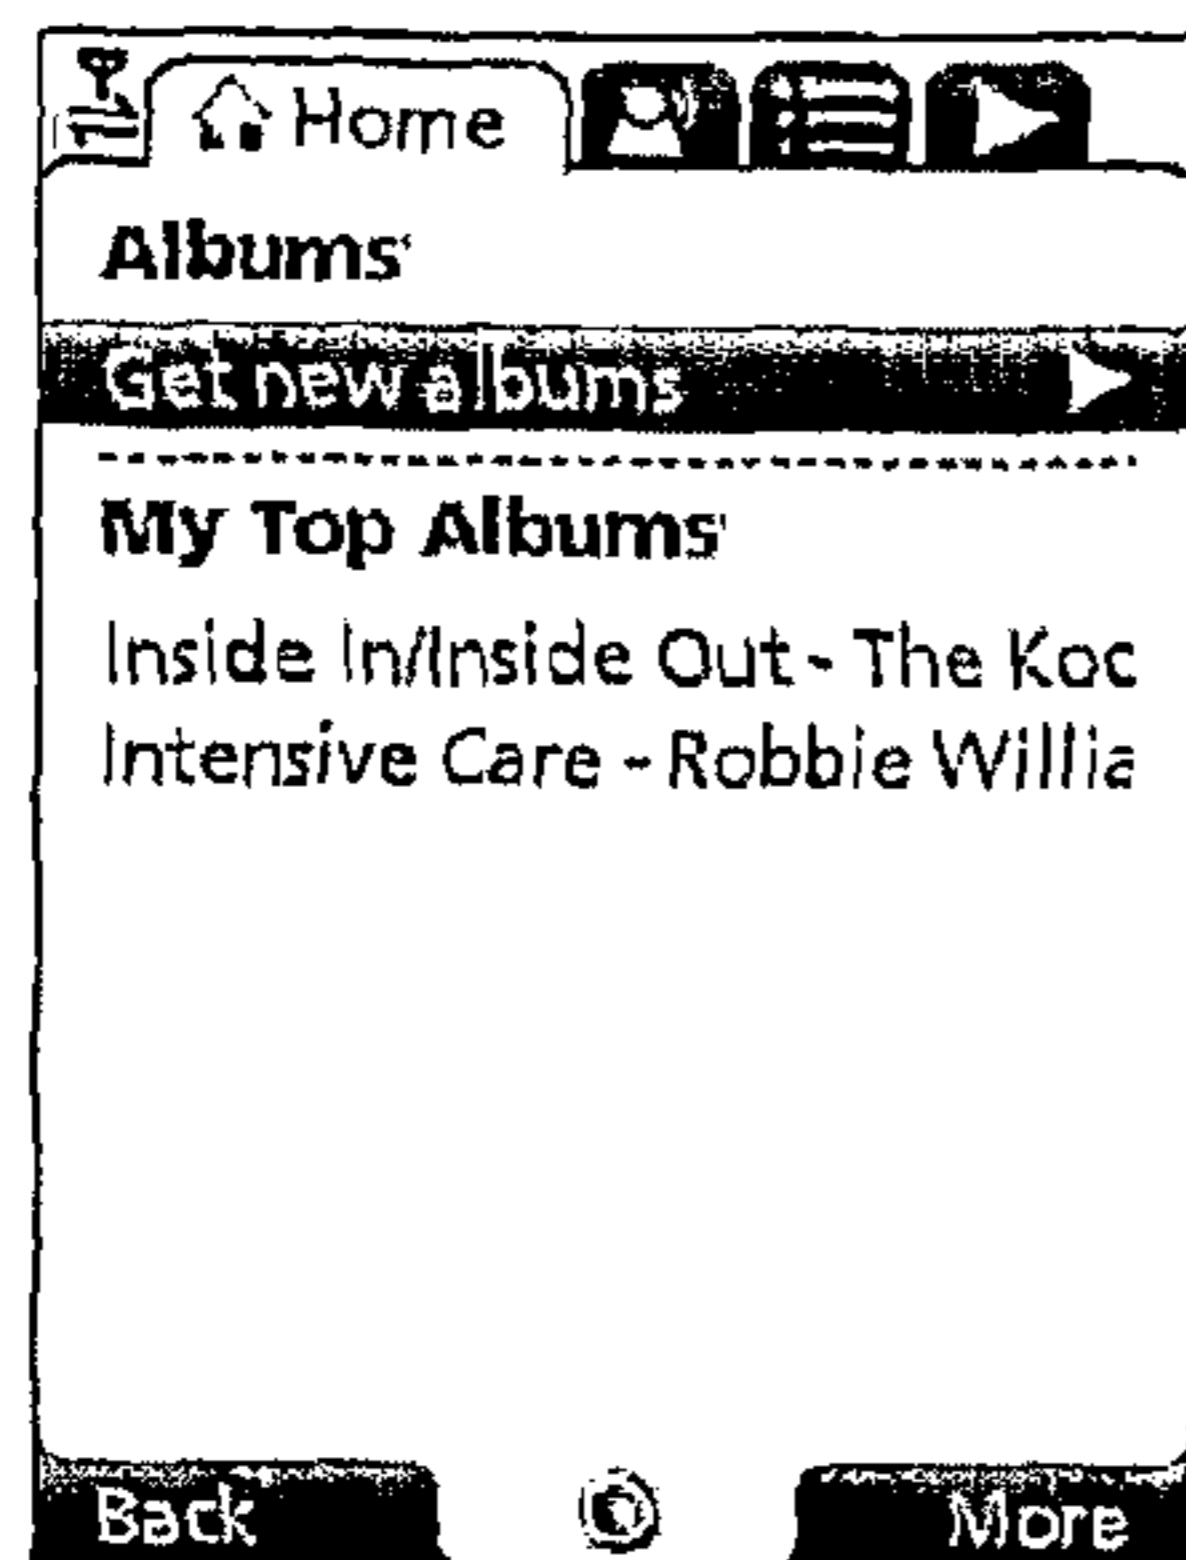 Home
Albums
Get new albums
My Top Albums
Inside In/Inside Out - The Koo
Intensive Care - Robbie Willia
Back
More